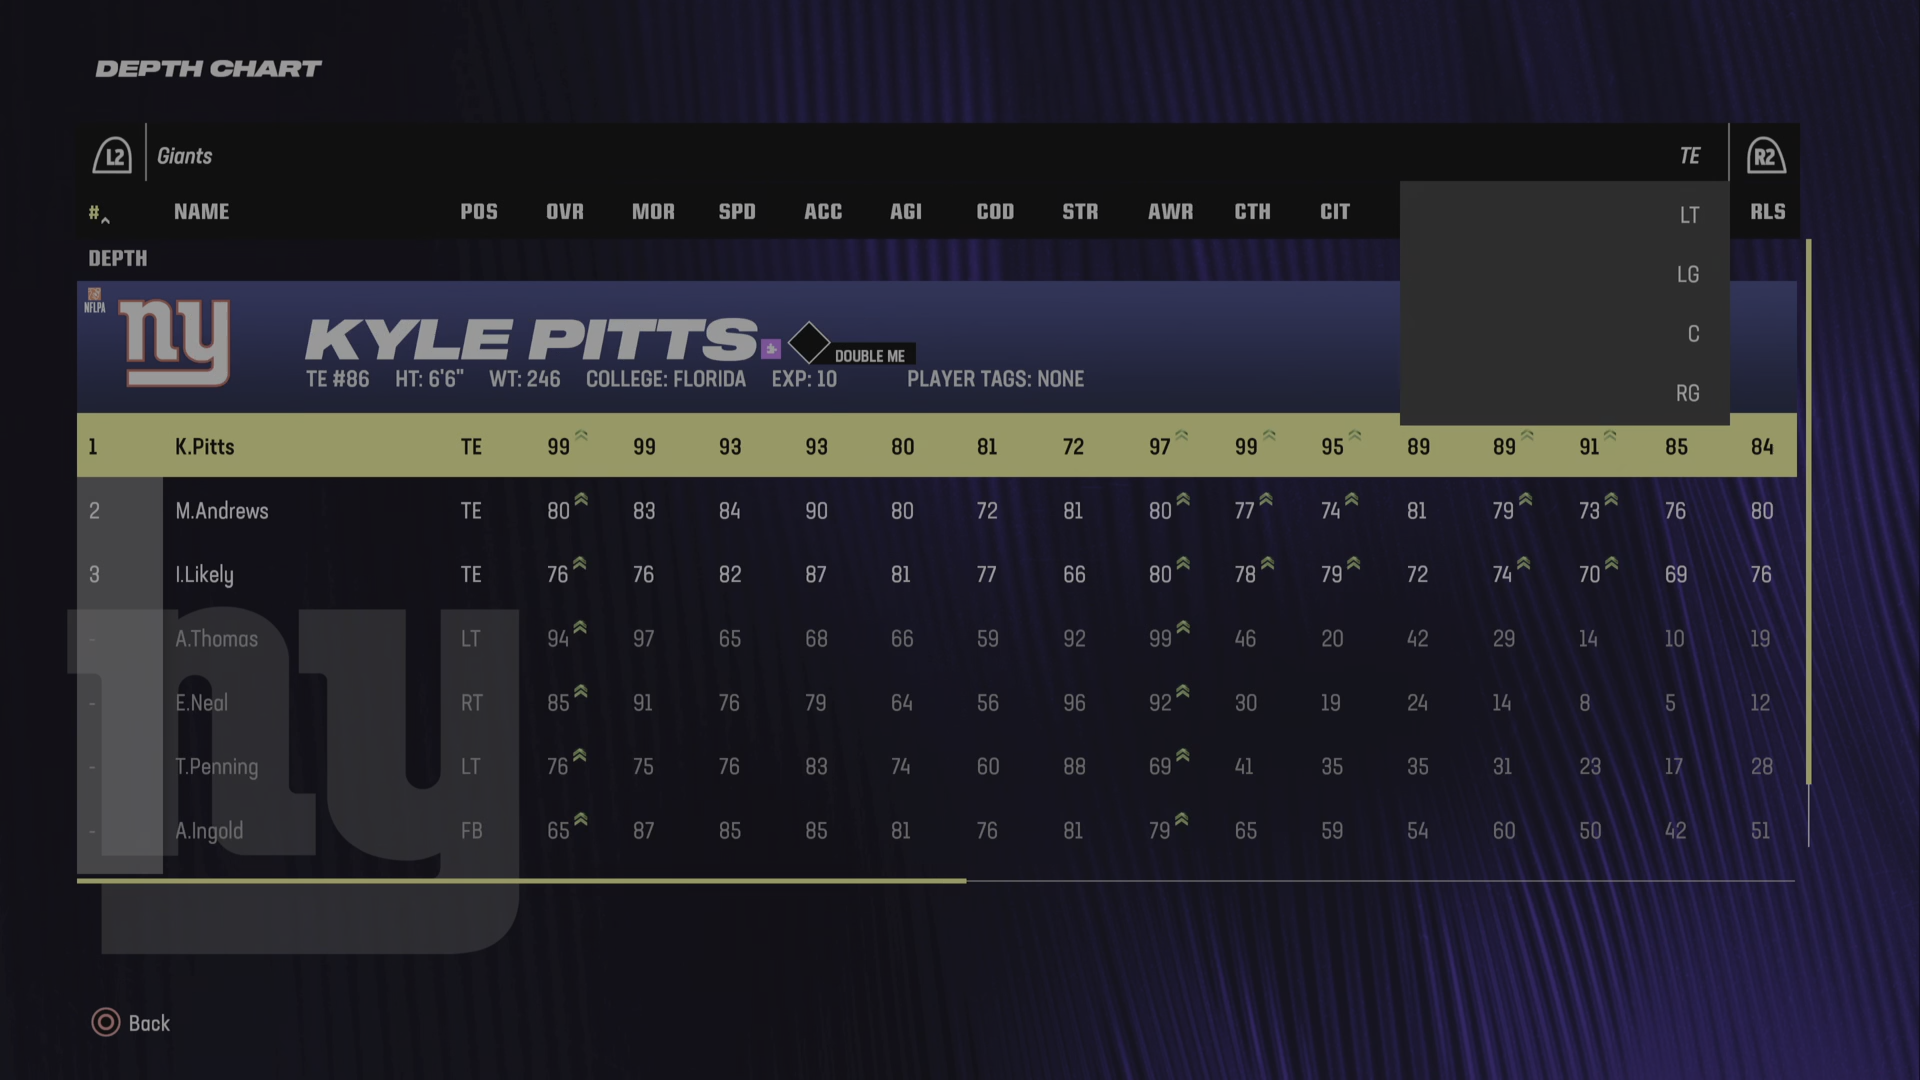 DEPTH CHART
L2 Giants TE R2
# NAME POS OVR MOR SPD ACC AGI COD STR AWR CTH CIT RLS
LT
LG
C
RG
DEPTH
NFLPA
ny
KYLE PITTS DOUBLE ME
TE #86 HT: 6'6" WT: 246 COLLEGE: FLORIDA EXP: 10 PLAYER TAGS: NONE
1 K.Pitts TE 99 99 93 93 80 81 72 97 99 95 89 89 91 85 84
2 M.Andrews TE 80 83 84 90 80 72 81 80 77 74 81 79 73 76 80
3 I.Likely TE 76 76 82 87 81 77 66 80 78 79 72 74 70 69 76
- A.Thomas LT 94 97 65 68 66 59 92 99 46 20 42 29 14 10 19
- E.Neal RT 85 91 76 79 64 56 96 92 30 19 24 14 8 5 12
- T.Penning LT 76 75 76 83 74 60 88 69 41 35 35 31 23 17 28
- A.Ingold FB 65 87 85 85 81 76 81 79 65 59 54 60 50 42 51
ny
Back